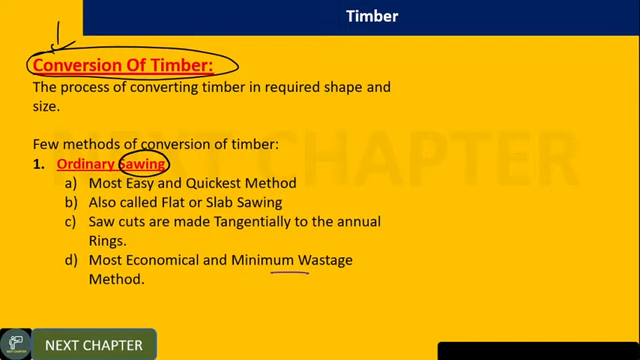 Timber
Conversion Of Timber:
The process of converting timber in required shape and
size.
Few methods of conversion of timber:
1. Ordinary Sawing
a) Most Easy and Quickest Method
b) Also called Flat or Slab Sawing
c) Saw cuts are made Tangentially to the annual
Rings.
d) Most Economical and Minimum Wastage
Method.
NEXT CHAPTER
NEXT CHAPTER